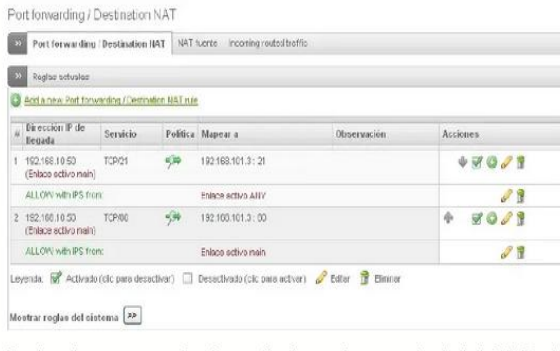 Port forwarding / Destination NAT
Port forwarding / Destination NAT NAT fuente Incoming routed traffic
Reglas actuales
Add a new Port forwarding / Destination NAT rule
# Dirección IP de llegada Servicio Política Mapear a Observación Acciones
1 192.168.10.50 TCP/21 192.168.101.3 : 21
(Enlace activo main)
ALLOW with IPS from: Enlace activo ANY
2 192.168.10.50 TCP/80 192.168.101.3 : 80
(Enlace activo main)
ALLOW with IPS from: Enlace activo main
Leyenda: Activado (clic para desactivar) Desactivado (clic para activar) Editar Eliminar
Mostrar reglas del sistema >>